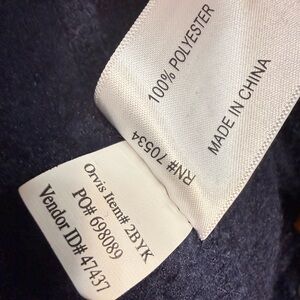 100% POLYESTER
MADE IN CHINA
RN# 70534
Orvis Item# 2BYK
PO# 698089
Vendor ID# 47437